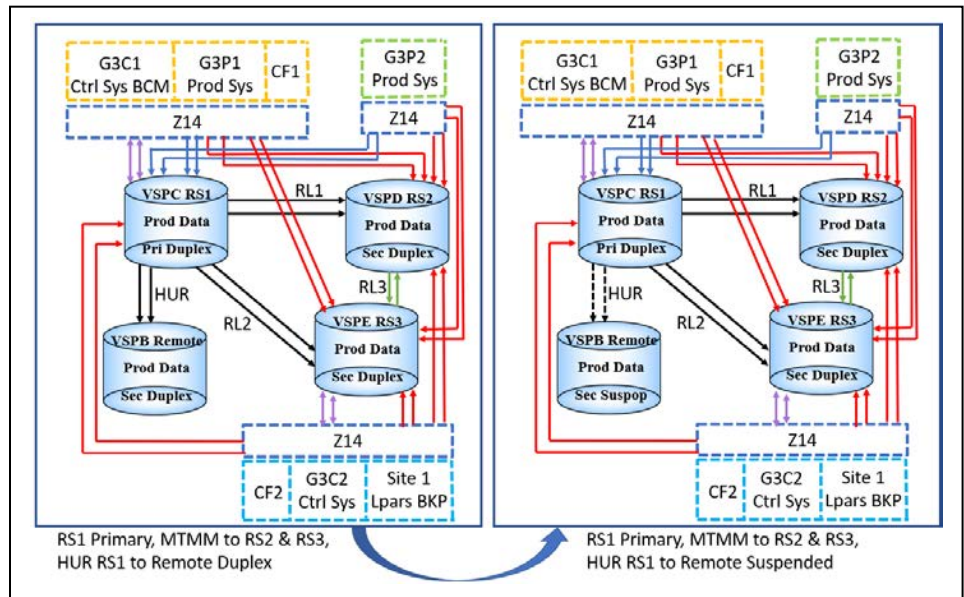 G3C1
Ctrl Sys BCM
G3P1
Prod Sys
CF1
G3P2
Prod Sys
Z14
Z14
VSPC RS1
Prod Data
Pri Duplex
RL1
VSPD RS2
Prod Data
Sec Duplex
HUR
RL2
RL3
VSPB Remote
Prod Data
Sec Duplex
VSPE RS3
Prod Data
Sec Duplex
Z14
CF2
G3C2
Ctrl Sys
Site 1
Lpars BKP
RS1 Primary, MTMM to RS2 & RS3,
HUR RS1 to Remote Duplex
G3C1
Ctrl Sys BCM
G3P1
Prod Sys
CF1
G3P2
Prod Sys
Z14
Z14
VSPC RS1
Prod Data
Pri Duplex
RL1
VSPD RS2
Prod Data
Sec Duplex
HUR
RL2
RL3
VSPB Remote
Prod Data
Sec Suspop
VSPE RS3
Prod Data
Sec Duplex
Z14
CF2
G3C2
Ctrl Sys
Site 1
Lpars BKP
RS1 Primary, MTMM to RS2 & RS3,
HUR RS1 to Remote Suspended